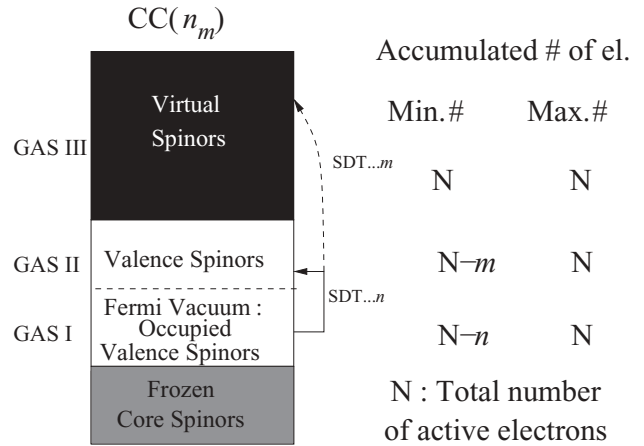 CC(n_m)
Accumulated # of el.
Min.# Max.#
Virtual
Spinors
GAS III
SDT...m
N N
GAS II
Valence Spinors
N−m N
SDT...n
Fermi Vacuum :
Occupied
Valence Spinors
GAS I
N−n N
Frozen
Core Spinors
N : Total number
of active electrons